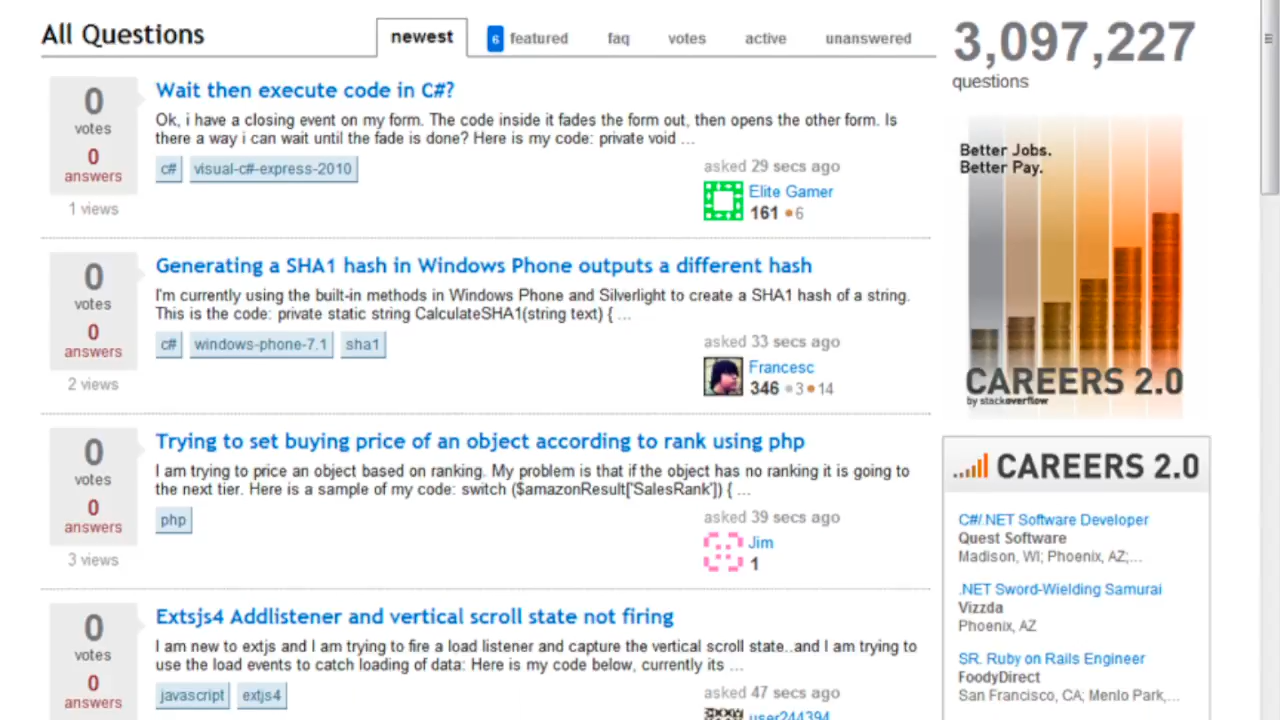 All Questions
newest
6 featured
faq
votes
active
unanswered
3,097,227
questions
0
votes
0
answers
1 views
Wait then execute code in C#?
Ok, i have a closing event on my form. The code inside it fades the form out, then opens the other form. Is
there a way i can wait until the fade is done? Here is my code: private void ...
c# visual-c#-express-2010
asked 29 secs ago
Elite Gamer
161 6
0
votes
0
answers
2 views
Generating a SHA1 hash in Windows Phone outputs a different hash
I'm currently using the built-in methods in Windows Phone and Silverlight to create a SHA1 hash of a string.
This is the code: private static string CalculateSHA1(string text) { ...
c# windows-phone-7.1 sha1
asked 33 secs ago
Francesc
346 3 14
0
votes
0
answers
3 views
Trying to set buying price of an object according to rank using php
I am trying to price an object based on ranking. My problem is that if the object has no ranking it is going to
the next tier. Here is a sample of my code: switch ($amazonResult['SalesRank']) { ...
php
asked 39 secs ago
Jim
1
0
votes
0
answers
Extsjs4 Addlistener and vertical scroll state not firing
I am new to extjs and I am trying to fire a load listener and capture the vertical scroll state..and I am trying to
use the load events to catch loading of data: Here is my code below, currently its ...
javascript extjs4
asked 47 secs ago
user244394
Better Jobs.
Better Pay.
CAREERS 2.0
by stackoverflow
CAREERS 2.0
C#/.NET Software Developer
Quest Software
Madison, WI; Phoenix, AZ;...
.NET Sword-Wielding Samurai
Vizzda
Phoenix, AZ
SR. Ruby on Rails Engineer
FoodyDirect
San Francisco, CA; Menlo Park,...